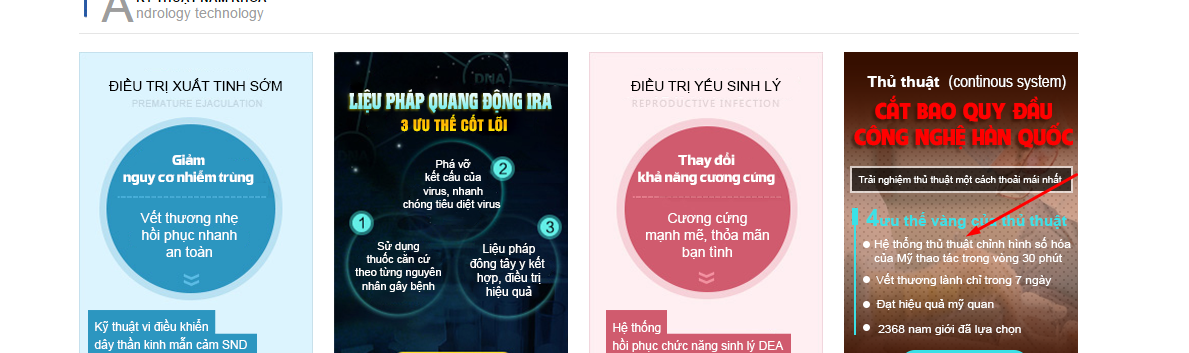 Andrology technology
ĐIỀU TRỊ XUẤT TINH SỚM
PREMATURE EJACULATION
Giảm
nguy cơ nhiễm trùng
Vết thương nhẹ
hồi phục nhanh
an toàn
Kỹ thuật vi điều khiển
dây thần kinh mẫn cảm SND
DNA
LIỆU PHÁP QUANG ĐỘNG IRA
3 ƯU THẾ CỐT LÕI
Phá vỡ
kết cấu của
virus, nhanh
chóng tiêu diệt virus
2
1
Sử dụng
thuốc căn cứ
theo từng nguyên
nhân gây bệnh
3
Liệu pháp
đông tây y kết
hợp, điều trị
hiệu quả
ĐIỀU TRỊ YẾU SINH LÝ
REPRODUCTIVE INFECTION
Thay đổi
khả năng cương cứng
Cương cứng
mạnh mẽ, thỏa mãn
bạn tình
Hệ thống
hồi phục chức năng sinh lý DEA
Thủ thuật (continous system)
CẮT BAO QUY ĐẦU
CÔNG NGHỆ HÀN QUỐC
Trải nghiệm thủ thuật một cách thoải mái nhất
4 ưu thế vàng của thủ thuật
Hệ thống thủ thuật chỉnh hình số hóa
của Mỹ thao tác trong vòng 30 phút
Vết thương lành chỉ trong 7 ngày
Đạt hiệu quả mỹ quan
2368 nam giới đã lựa chọn